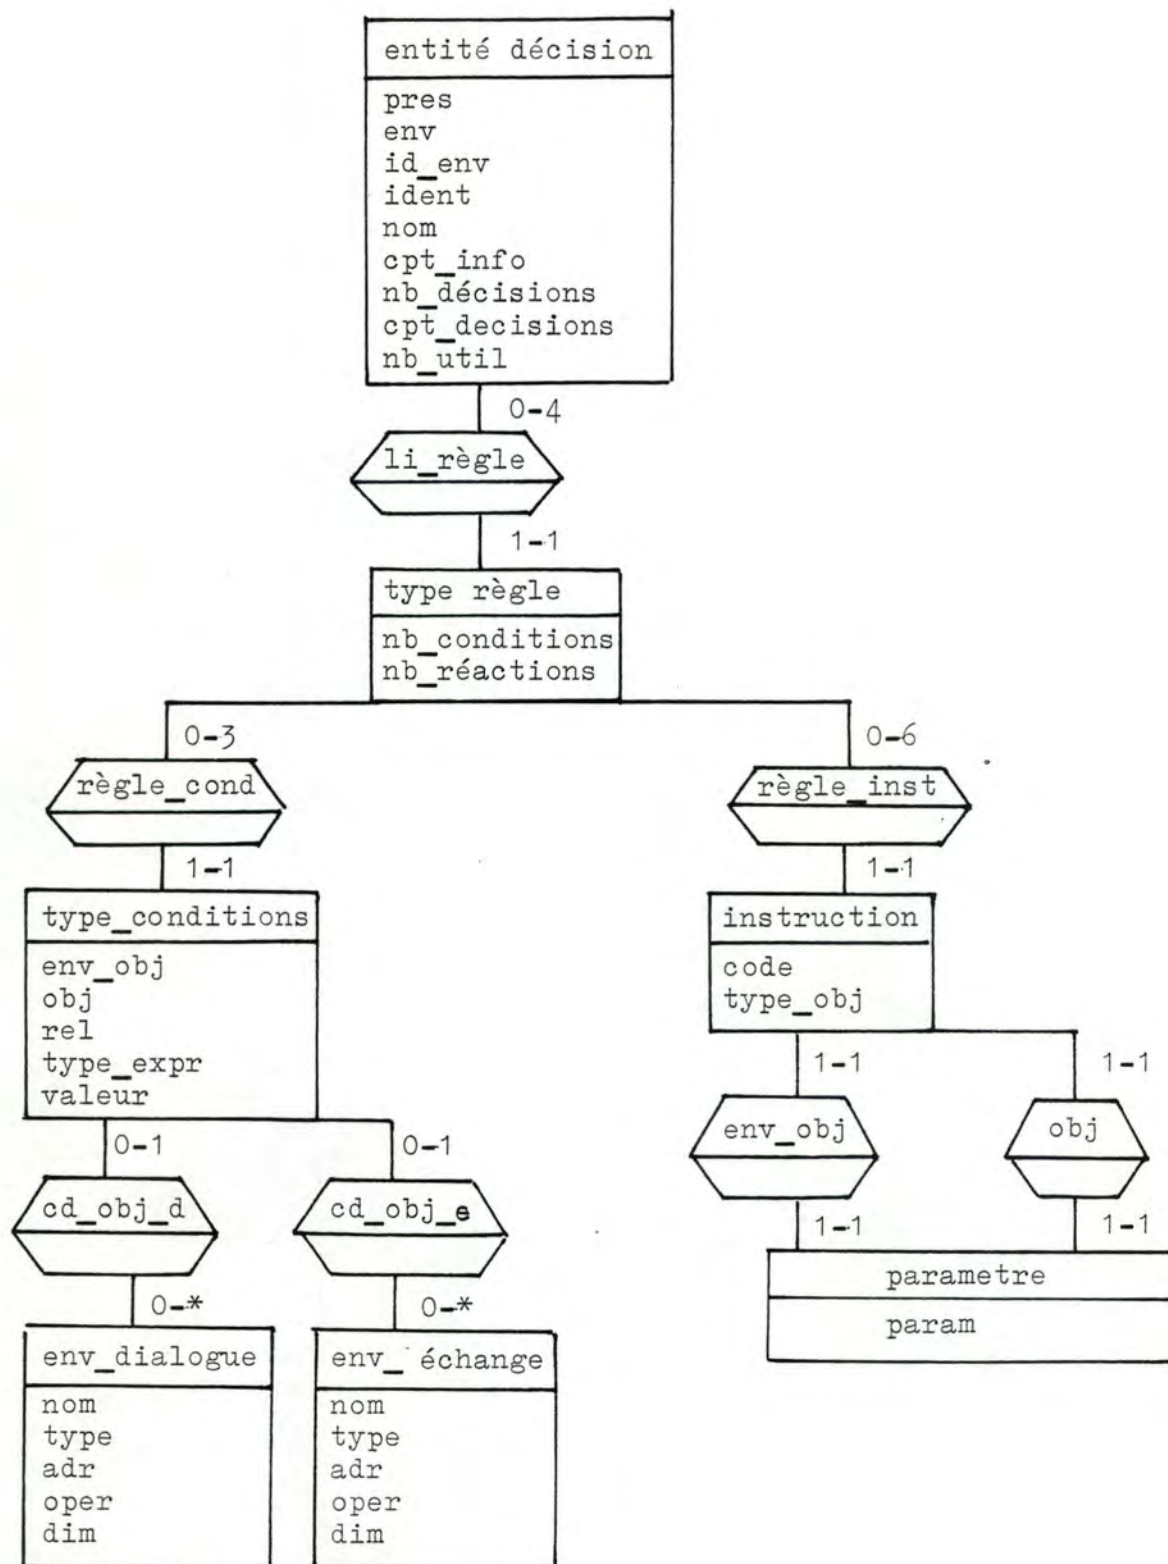 entité décision
pres
env
id_env
ident
nom
cpt_info
nb_décisions
cpt_decisions
nb_util
0-4
li_règle
1-1
type règle
nb_conditions
nb_réactions
0-3
règle_cond
1-1
type_conditions
env_obj
obj
rel
type_expr
valeur
0-1
0-1
cd_obj_d
cd_obj_e
0-*
0-*
env_dialogue
nom
type
adr
oper
dim
env_ échange
nom
type
adr
oper
dim
0-6
règle_inst
1-1
instruction
code
type_obj
1-1
1-1
env_obj
obj
1-1
1-1
parametre
param